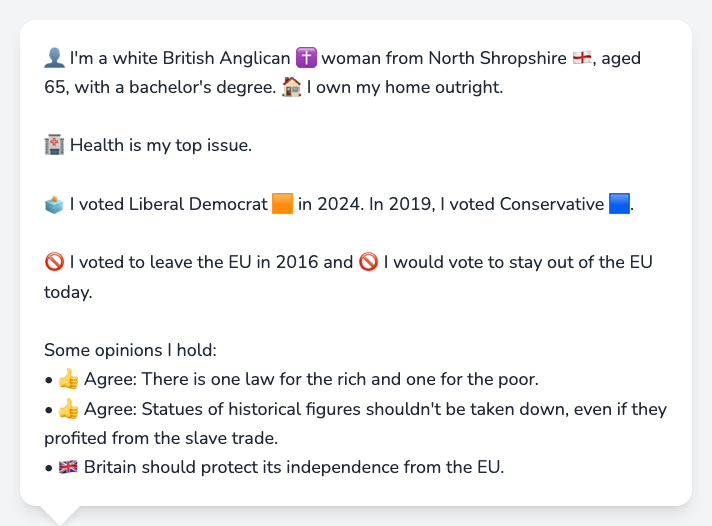 👤 I'm a white British Anglican ✝️ woman from North Shropshire 🏴󠁧󠁢󠁥󠁮󠁧󠁿, aged
65, with a bachelor's degree. 🏠 I own my home outright.
🏥 Health is my top issue.
🗳️ I voted Liberal Democrat 🟧 in 2024. In 2019, I voted Conservative 🟦.
🚫 I voted to leave the EU in 2016 and 🚫 I would vote to stay out of the EU
today.
Some opinions I hold:
• 👍 Agree: There is one law for the rich and one for the poor.
• 👍 Agree: Statues of historical figures shouldn't be taken down, even if they
profited from the slave trade.
• 🇬🇧 Britain should protect its independence from the EU.